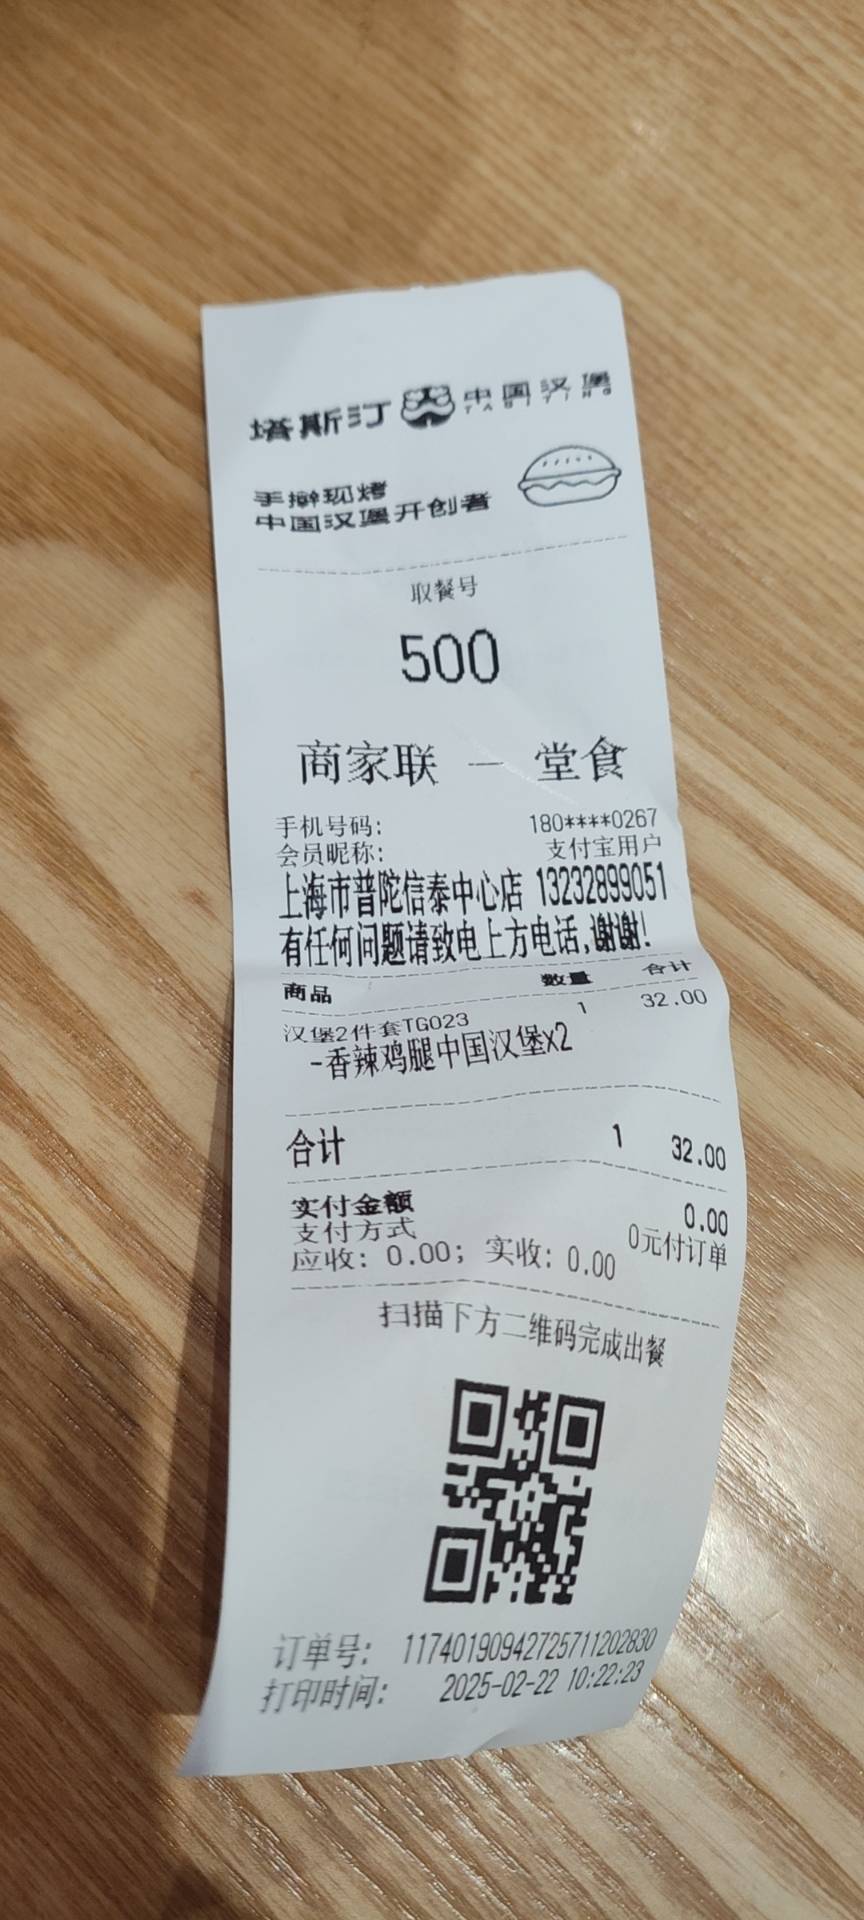 塔斯汀 中国汉堡
TASITING
手擀现烤
中国汉堡开创者
取餐号
500
商家联 — 堂食
手机号码: 180****0267
会员昵称: 支付宝用户
上海市普陀信泰中心店 13232899051
有任何问题请致电上方电话,谢谢!
商品 数量 合计
汉堡2件套TG023 1 32.00
-香辣鸡腿中国汉堡x2
合计 1 32.00
实付金额 0.00
支付方式 0元付订单
应收: 0.00; 实收: 0.00
扫描下方二维码完成出餐
订单号: 117401909427257112028​30
打印时间: 2025-02-22 10:22:23